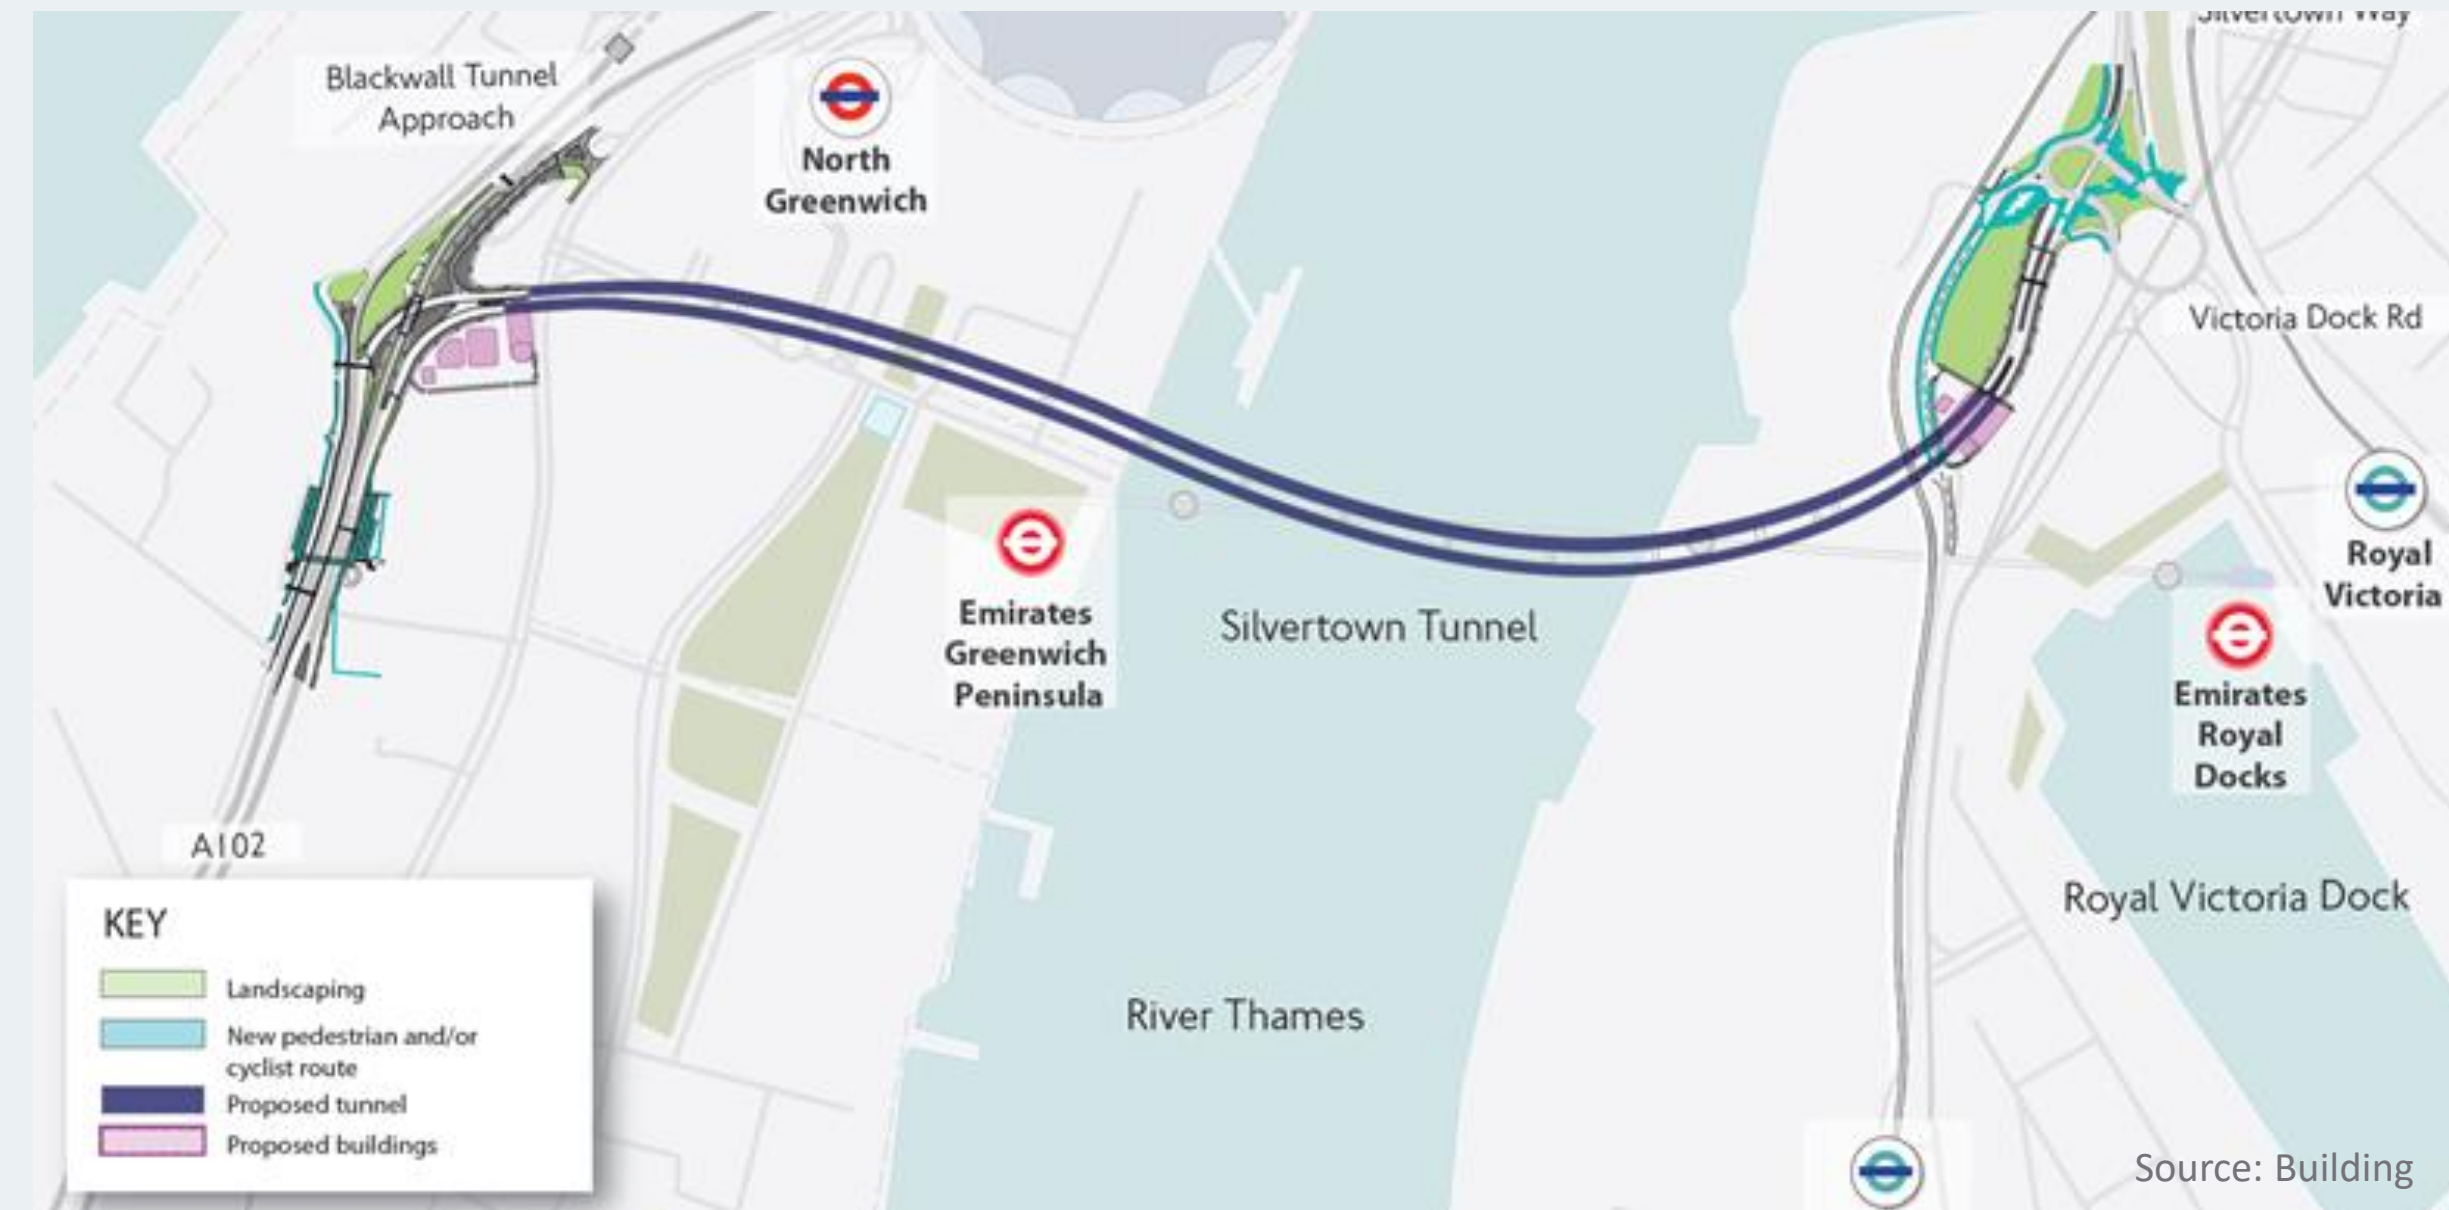 Silvertown Way
Blackwall Tunnel
Approach
North
Greenwich
Victoria Dock Rd
Royal
Victoria
Emirates
Greenwich
Peninsula
Silvertown Tunnel
Emirates
Royal
Docks
A102
Royal Victoria Dock
River Thames
KEY
Landscaping
New pedestrian and/or
cyclist route
Proposed tunnel
Proposed buildings
Source: Building